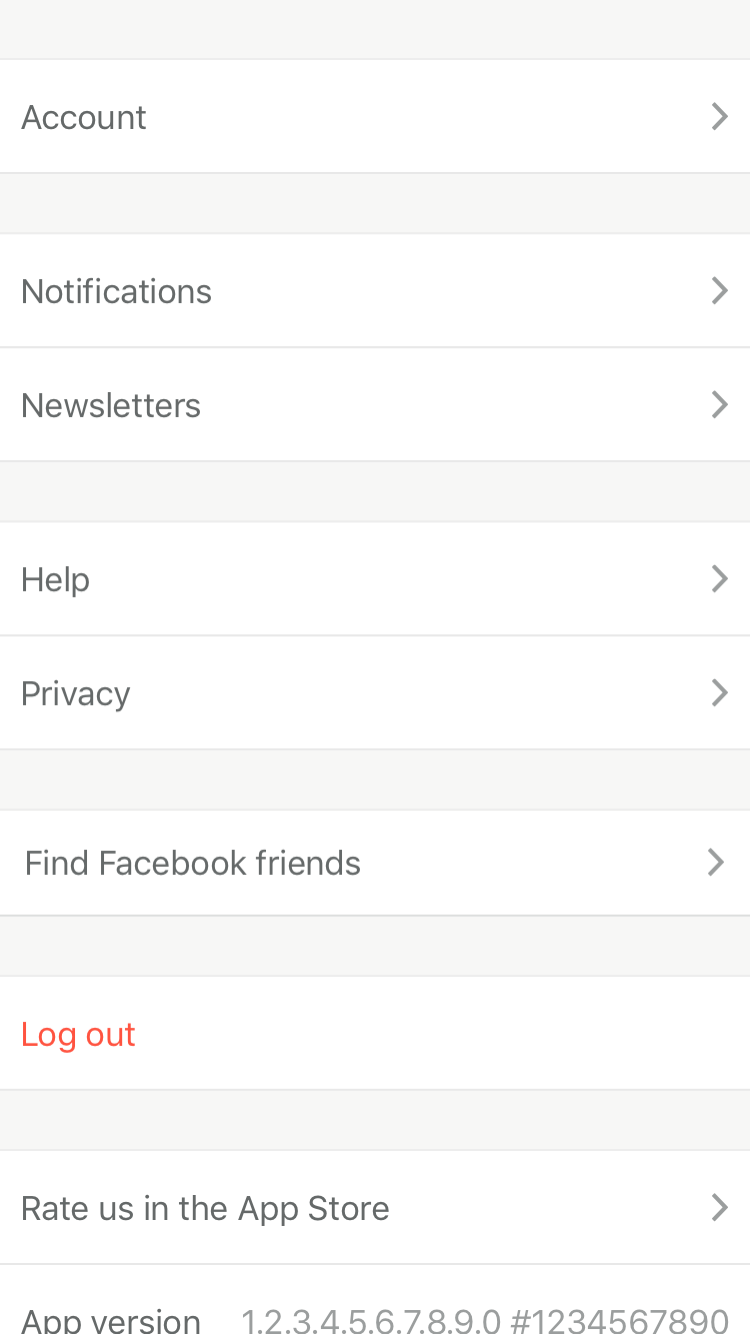 Account
Notifications
Newsletters
Help
Privacy
Find Facebook friends
Log out
Rate us in the App Store
App version 1.2.3.4.5.6.7.8.9.0 #1234567890